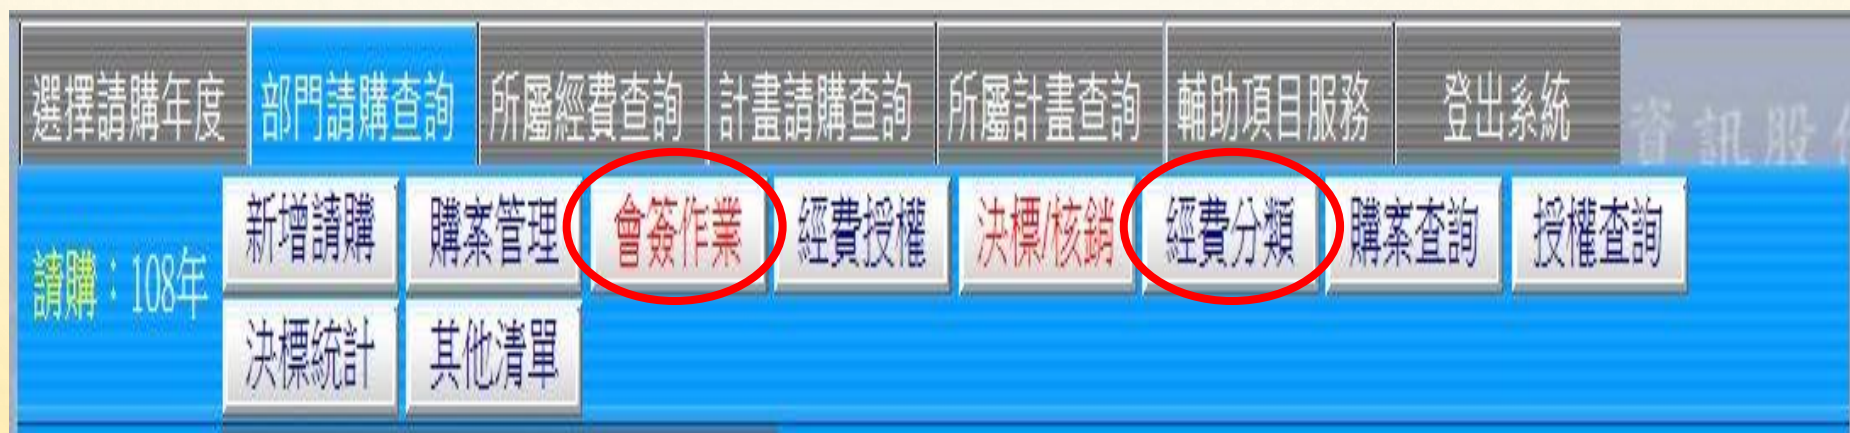 選擇請購年度 部門請購查詢 所屬經費查詢 計畫請購查詢 所屬計畫查詢 輔助項目服務 登出系統
資訊股
請購：108年
新增請購 購案管理 會簽作業 經費授權 決標/核銷 經費分類 購案查詢 授權查詢
決標統計 其他清單